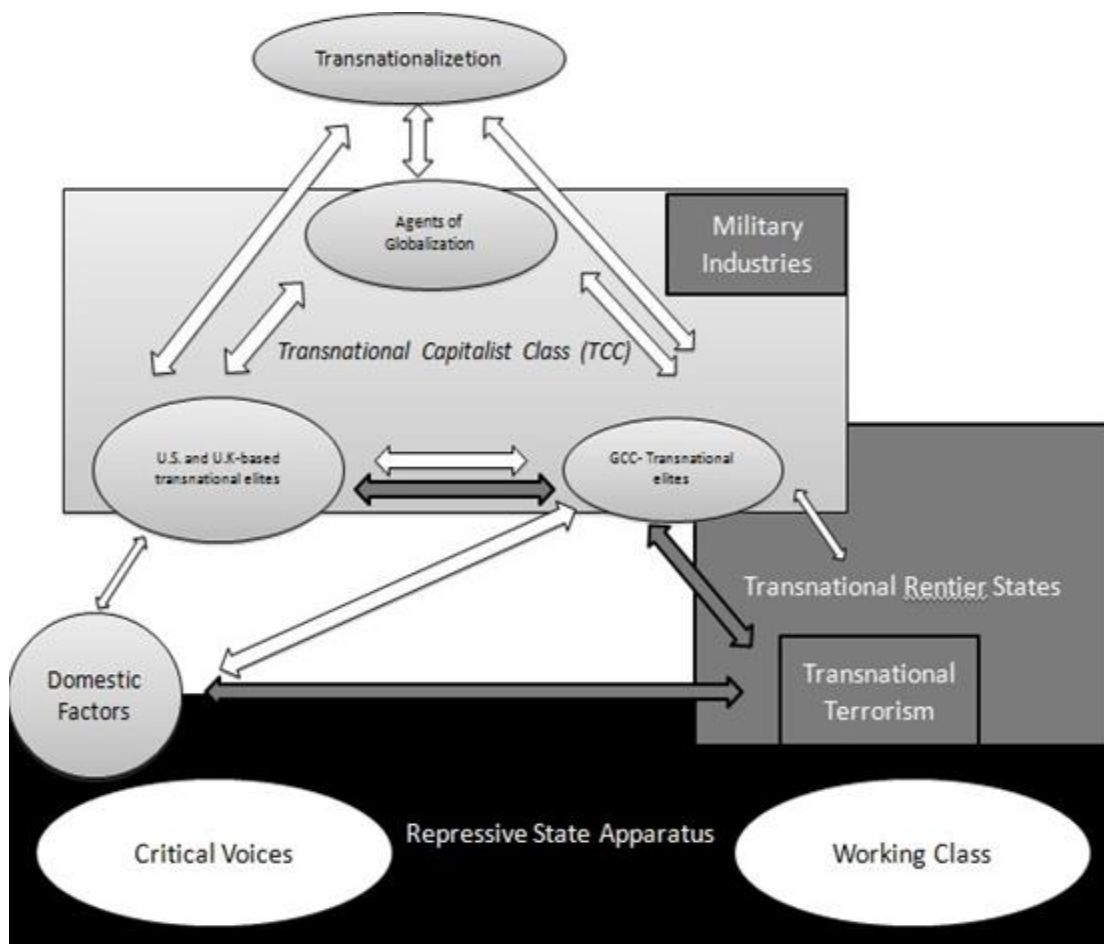 Transnationalizetion
Agents of
Globalization
Military
Industries
Transnational Capitalist Class (TCC)
U.S. and U.K-based
transnational elites
GCC- Transnational
elites
Transnational Rentier States
Domestic
Factors
Transnational
Terrorism
Critical Voices
Repressive State Apparatus
Working Class